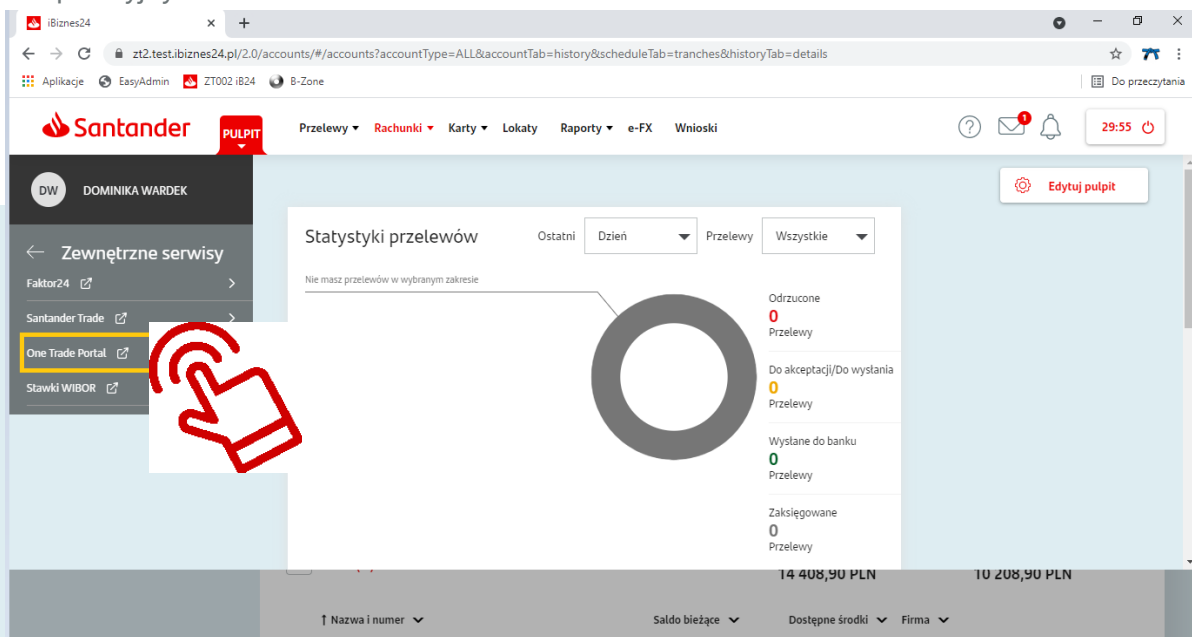 iBiznes24
zt2.test.ibiznes24.pl/2.0/accounts/#/accounts?accountType=ALL&accountTab=history&scheduleTab=tranches&historyTab=details
Aplikacje EasyAdmin ZT002 iB24 B-Zone Do przeczytania
Santander PULPIT Przelewy Rachunki Karty Lokaty Raporty e-FX Wnioski 1 29:55
DW DOMINIKA WARDEK
Edytuj pulpit
Zewnętrzne serwisy
Faktor24
Santander Trade
One Trade Portal
Stawki WIBOR
Statystyki przelewów Ostatni Dzień Przelewy Wszystkie
Nie masz przelewów w wybranym zakresie
Odrzucone
0
Przelewy
Do akceptacji/Do wysłania
0
Przelewy
Wysłane do banku
0
Przelewy
Zaksięgowane
0
Przelewy
14 408,90 PLN 10 208,90 PLN
Nazwa i numer Saldo bieżące Dostępne środki Firma